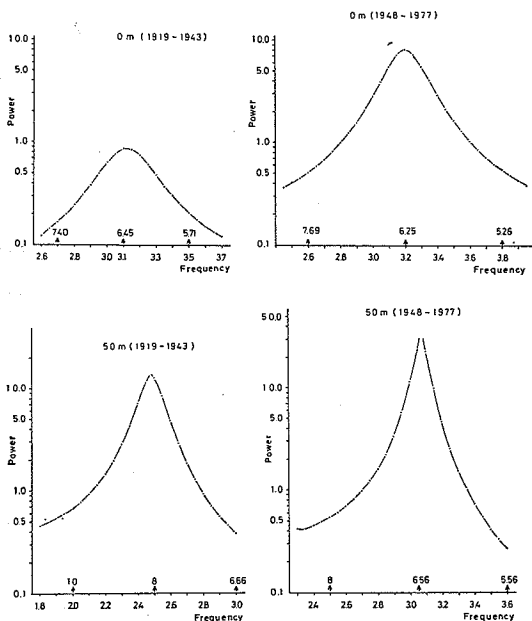 0 m (1919-1943)
10.0
5.0
1.0
0.5
0.1
Power
7.40 6.45 5.71
2.6 2.9 3.1 3.3 3.5 3.7
Frequency
0 m (1948-1977)
10.0
5.0
1.0
0.5
0.1
Power
7.69 6.25 5.26
2.6 2.8 3.0 3.2 3.4 3.6 3.8
Frequency
50 m (1919-1943)
10.0
5.0
1.0
0.5
0.1
Power
10 8 6.66
1.8 2.0 2.2 2.4 2.6 2.8 3.0
Frequency
50 m (1948-1977)
50.0
10.0
5.0
1.0
0.5
0.1
Power
8 6.56 5.56
2.4 2.6 2.8 3.0 3.2 3.4 3.6
Frequency